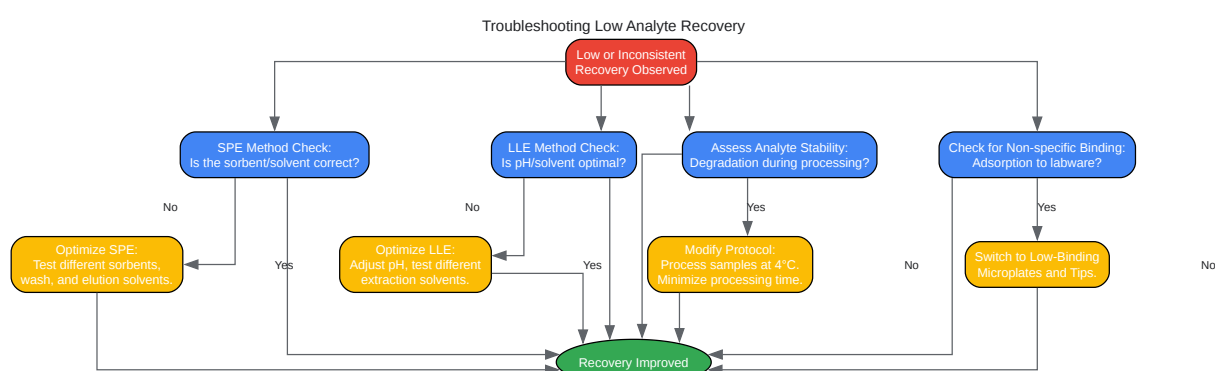 Troubleshooting Low Analyte Recovery
Low or Inconsistent
Recovery Observed
SPE Method Check:
Is the sorbent/solvent correct?
LLE Method Check:
Is pH/solvent optimal?
Assess Analyte Stability:
Degradation during processing?
Check for Non-specific Binding:
Adsorption to labware?
No
No
Yes
Yes
Optimize SPE:
Test different sorbents,
wash, and elution solvents.
Yes
Optimize LLE:
Adjust pH, test different
extraction solvents.
Yes
Modify Protocol:
Process samples at 4°C.
Minimize processing time.
No
Switch to Low-Binding
Microplates and Tips.
No
Recovery Improved